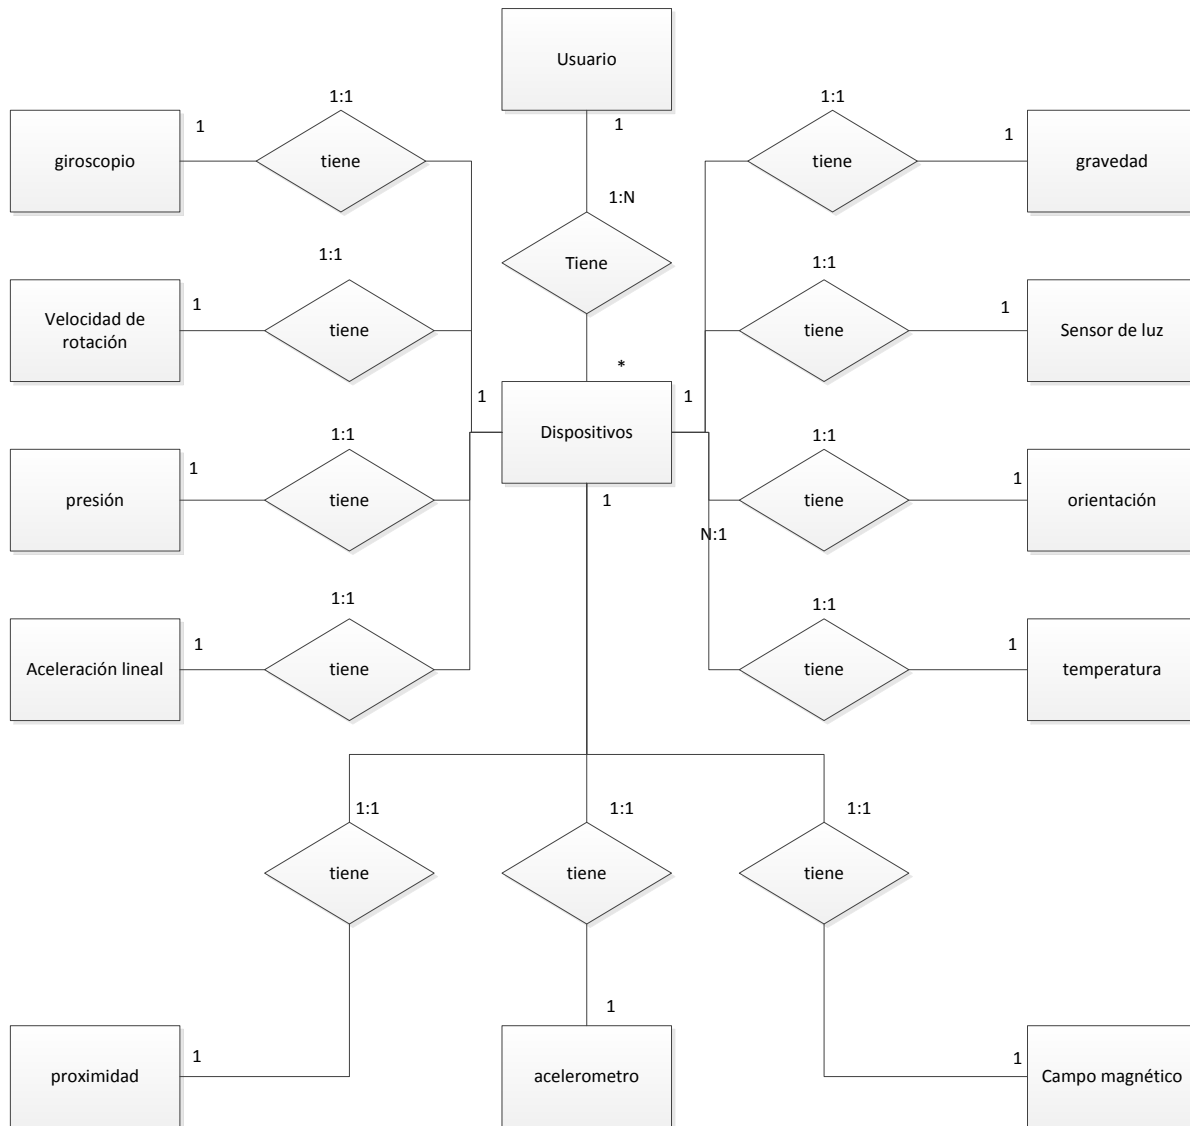 Usuario
1:1
1
1
1:1
1
giroscopio
tiene
tiene
gravedad
1:N
1:1
1:1
Tiene
1
1
Velocidad de
rotación
tiene
tiene
Sensor de luz
*
1
1
Dispositivos
1:1
1:1
1
1
1
presión
tiene
tiene
orientación
N:1
1:1
1:1
1
1
Aceleración lineal
tiene
tiene
temperatura
1:1
1:1
1:1
tiene
tiene
tiene
1
1
1
proximidad
acelerometro
Campo magnético